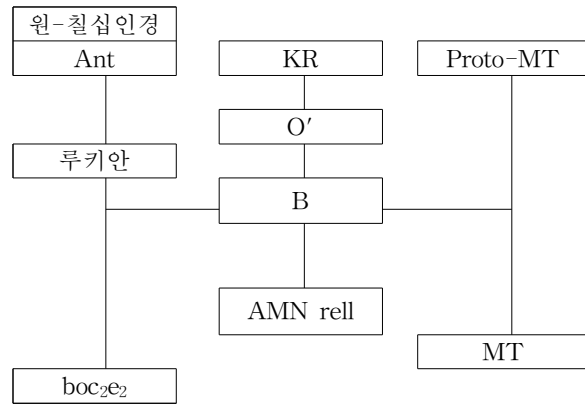 원-칠십인경
Ant
KR
Proto-MT
O′
루키안
B
AMN rell
MT
boc₂e₂